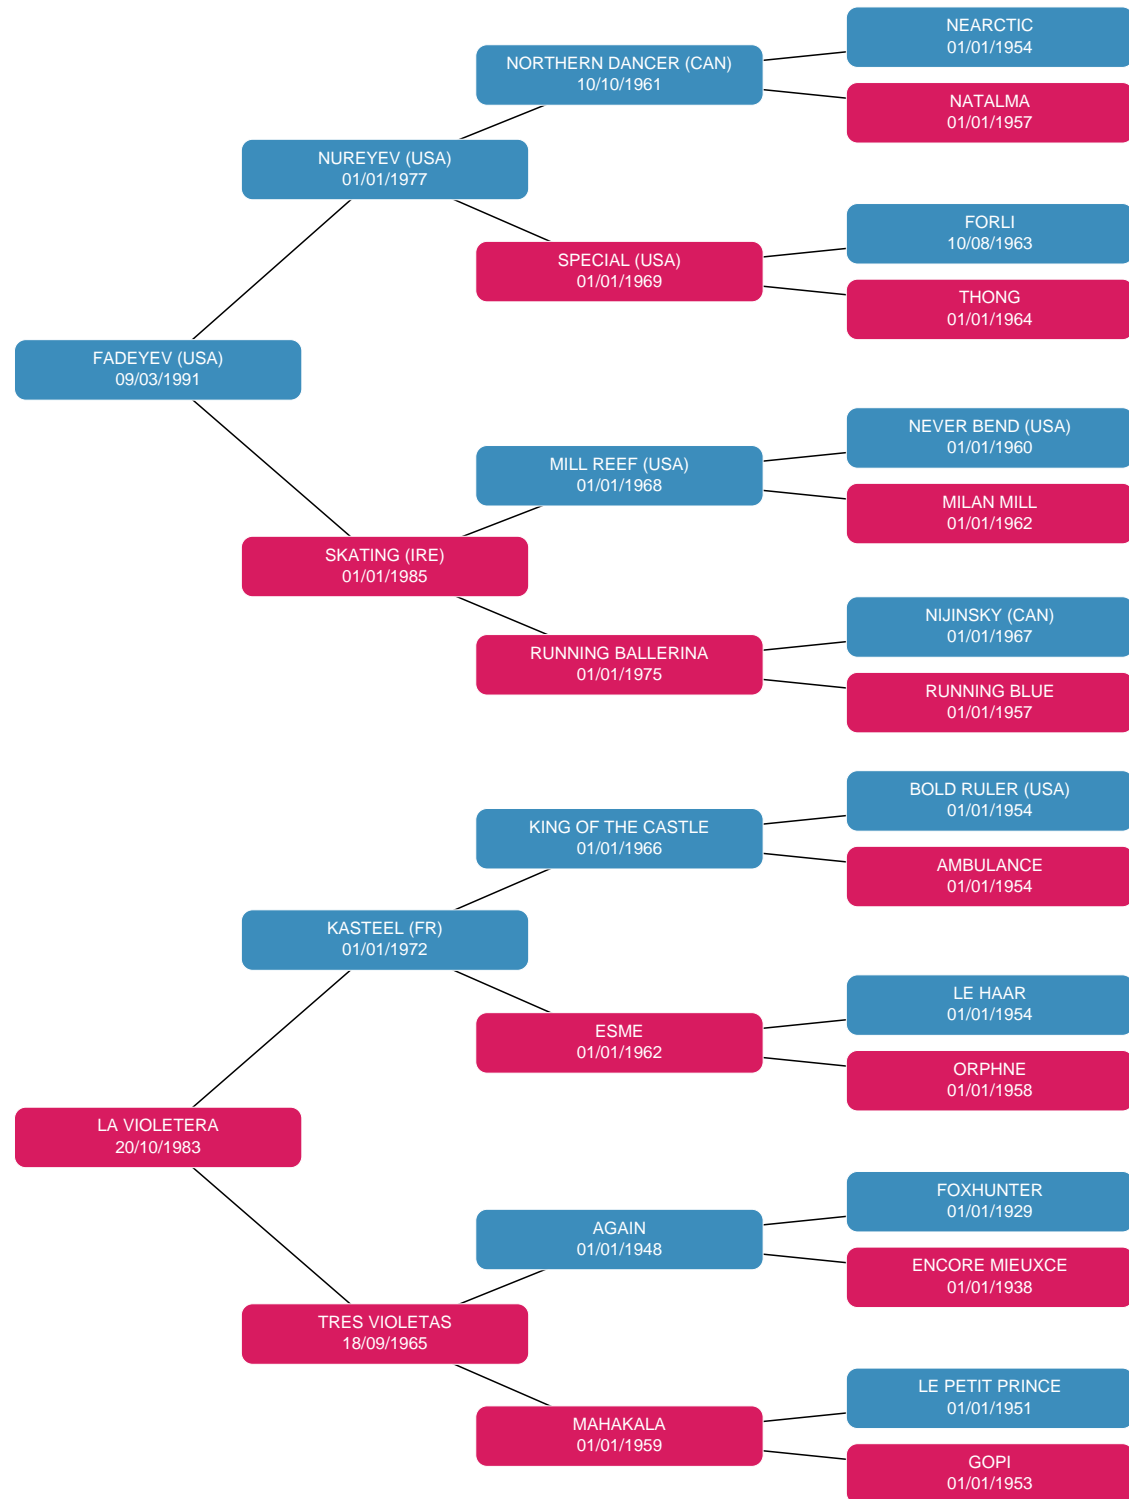 NEARCTIC
01/01/1954
NORTHERN DANCER (CAN)
10/10/1961
NATALMA
01/01/1957
NUREYEV (USA)
01/01/1977
FORLI
10/08/1963
SPECIAL (USA)
01/01/1969
THONG
01/01/1964
FADEYEV (USA)
09/03/1991
NEVER BEND (USA)
01/01/1960
MILL REEF (USA)
01/01/1968
MILAN MILL
01/01/1962
SKATING (IRE)
01/01/1985
NIJINSKY (CAN)
01/01/1967
RUNNING BALLERINA
01/01/1975
RUNNING BLUE
01/01/1957
BOLD RULER (USA)
01/01/1954
KING OF THE CASTLE
01/01/1966
AMBULANCE
01/01/1954
KASTEEL (FR)
01/01/1972
LE HAAR
01/01/1954
ESME
01/01/1962
ORPHNE
01/01/1958
LA VIOLETERA
20/10/1983
FOXHUNTER
01/01/1929
AGAIN
01/01/1948
ENCORE MIEUXCE
01/01/1938
TRES VIOLETAS
18/09/1965
LE PETIT PRINCE
01/01/1951
MAHAKALA
01/01/1959
GOPI
01/01/1953